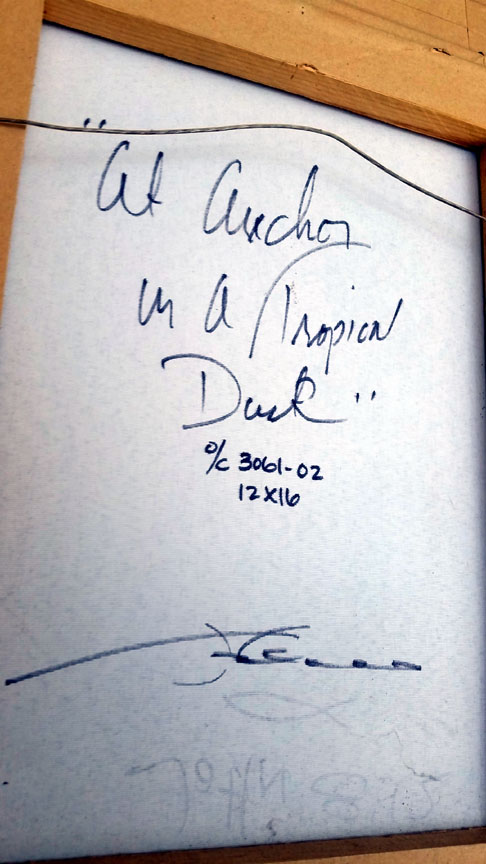 "At Anchor
in A Tropical
Dusk"
o/c 3061-02
12x16